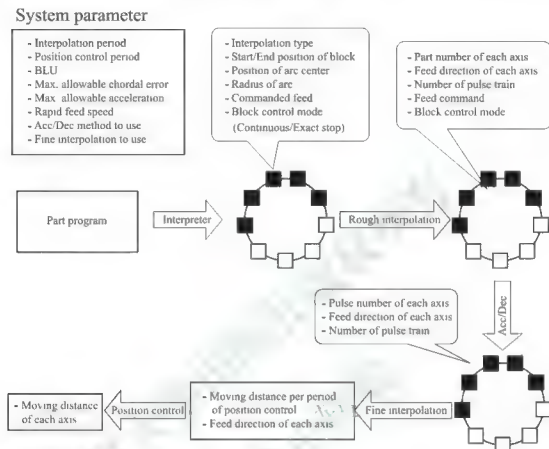 System parameter
- Interpolation period
- Position control period
- BLU
- Max. allowable chordal error
- Max allowable acceleration
- Rapid feed speed
- Acc/Dec method to use
- Fine interpolation to use
- Interpolation type
- Start/End position of block
- Position of arc center
- Radius of arc
- Commanded feed
- Block control mode
(Continuous/Exact stop)
- Part number of each axis
- Feed direction of each axis
- Number of pulse train
- Feed command
- Block control mode
Part program
Interpreter
Rough interpolation
Acc/Dec
- Pulse number of each axis
- Feed direction of each axis
- Number of pulse train
- Moving distance
of each axis
Position control
- Moving distance per period
of position control
- Feed direction of each axis
Fine interpolation